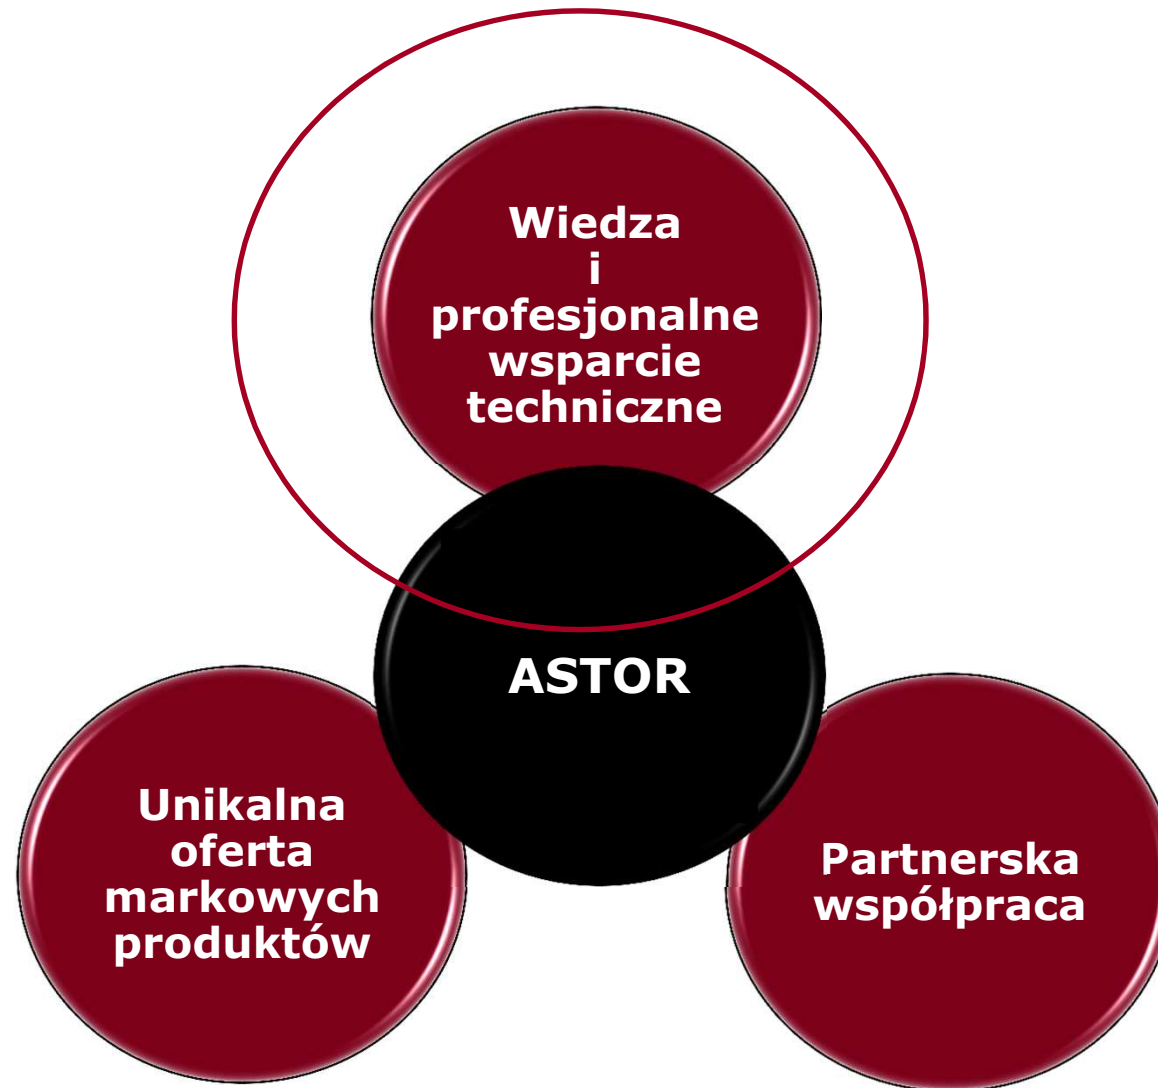 Wiedza
i
profesjonalne
wsparcie
techniczne
ASTOR
Unikalna
oferta
markowych
produktów
Partnerska
współpraca